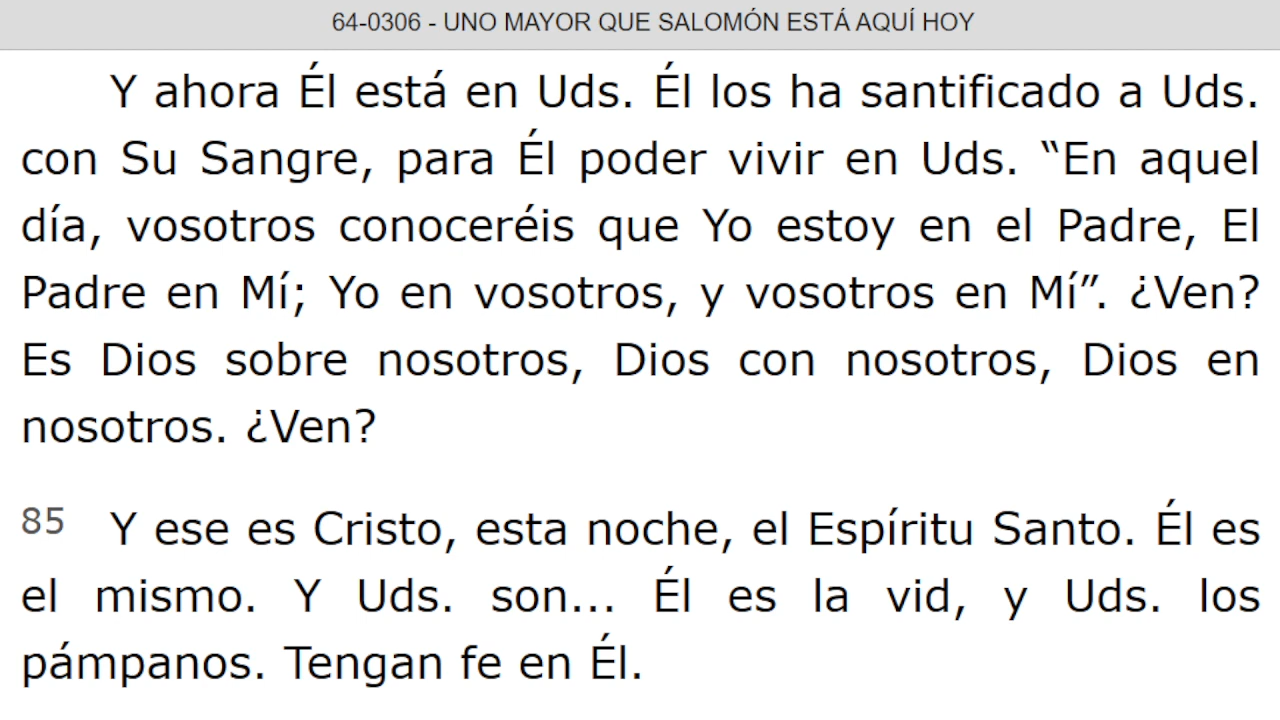 64-0306 - UNO MAYOR QUE SALOMÓN ESTÁ AQUÍ HOY
Y ahora Él está en Uds. Él los ha santificado a Uds.
con Su Sangre, para Él poder vivir en Uds. “En aquel
día, vosotros conoceréis que Yo estoy en el Padre, El
Padre en Mí; Yo en vosotros, y vosotros en Mí”. ¿Ven?
Es Dios sobre nosotros, Dios con nosotros, Dios en
nosotros. ¿Ven?
85 Y ese es Cristo, esta noche, el Espíritu Santo. Él es
el mismo. Y Uds. son... Él es la vid, y Uds. los
pámpanos. Tengan fe en Él.